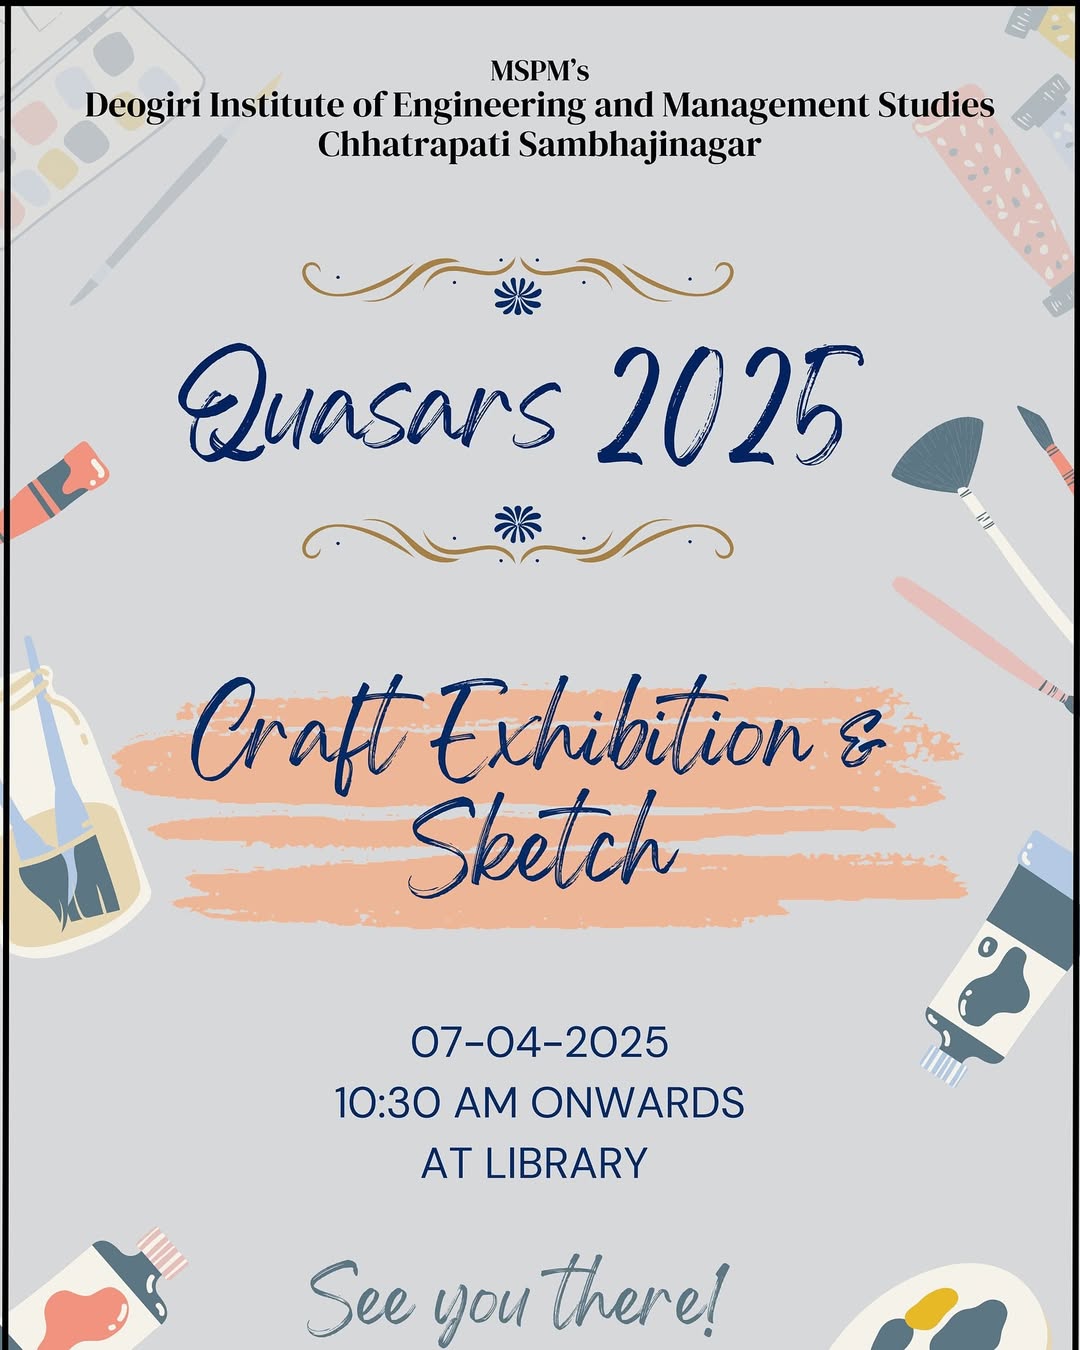 MSPM’s
Deogiri Institute of Engineering and Management Studies
Chhatrapati Sambhajinagar
Quasars 2025
Craft Exhibition &
Sketch
07-04-2025
10:30 AM ONWARDS
AT LIBRARY
See you there!